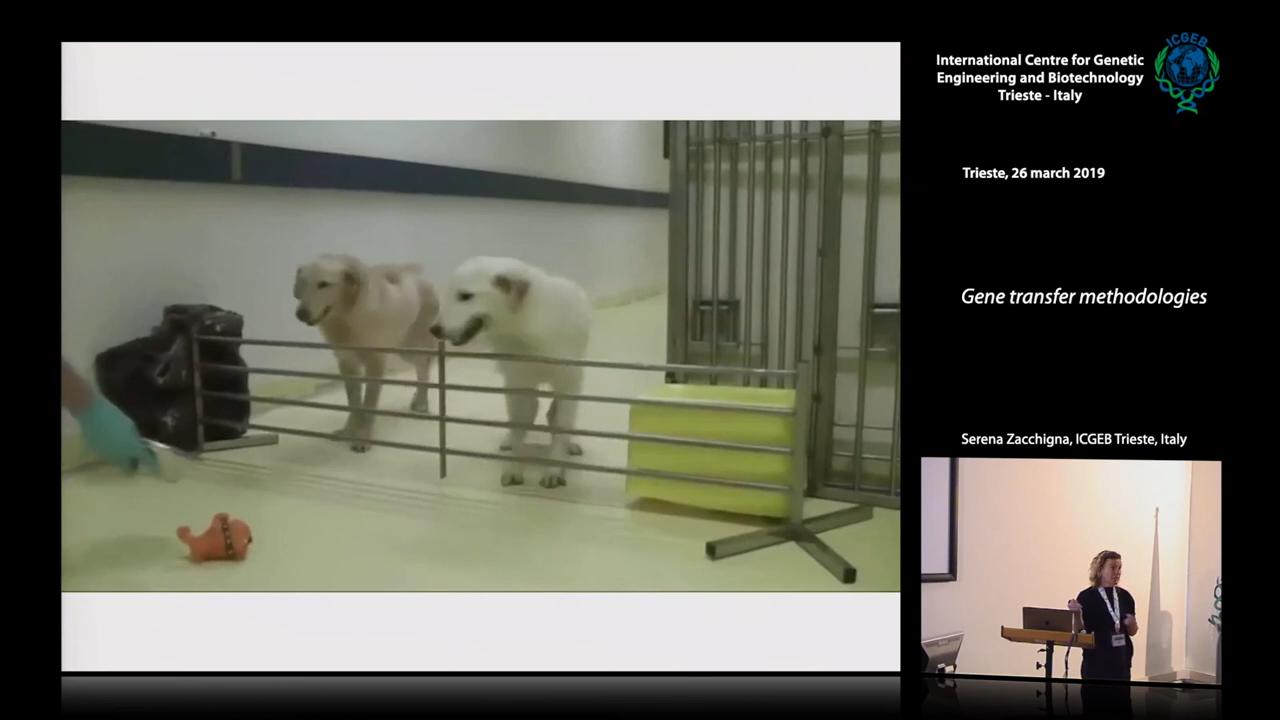 International Centre for Genetic
Engineering and Biotechnology
Trieste - Italy
ICGEB
Trieste, 26 march 2019
Gene transfer methodologies
Serena Zacchigna, ICGEB Trieste, Italy